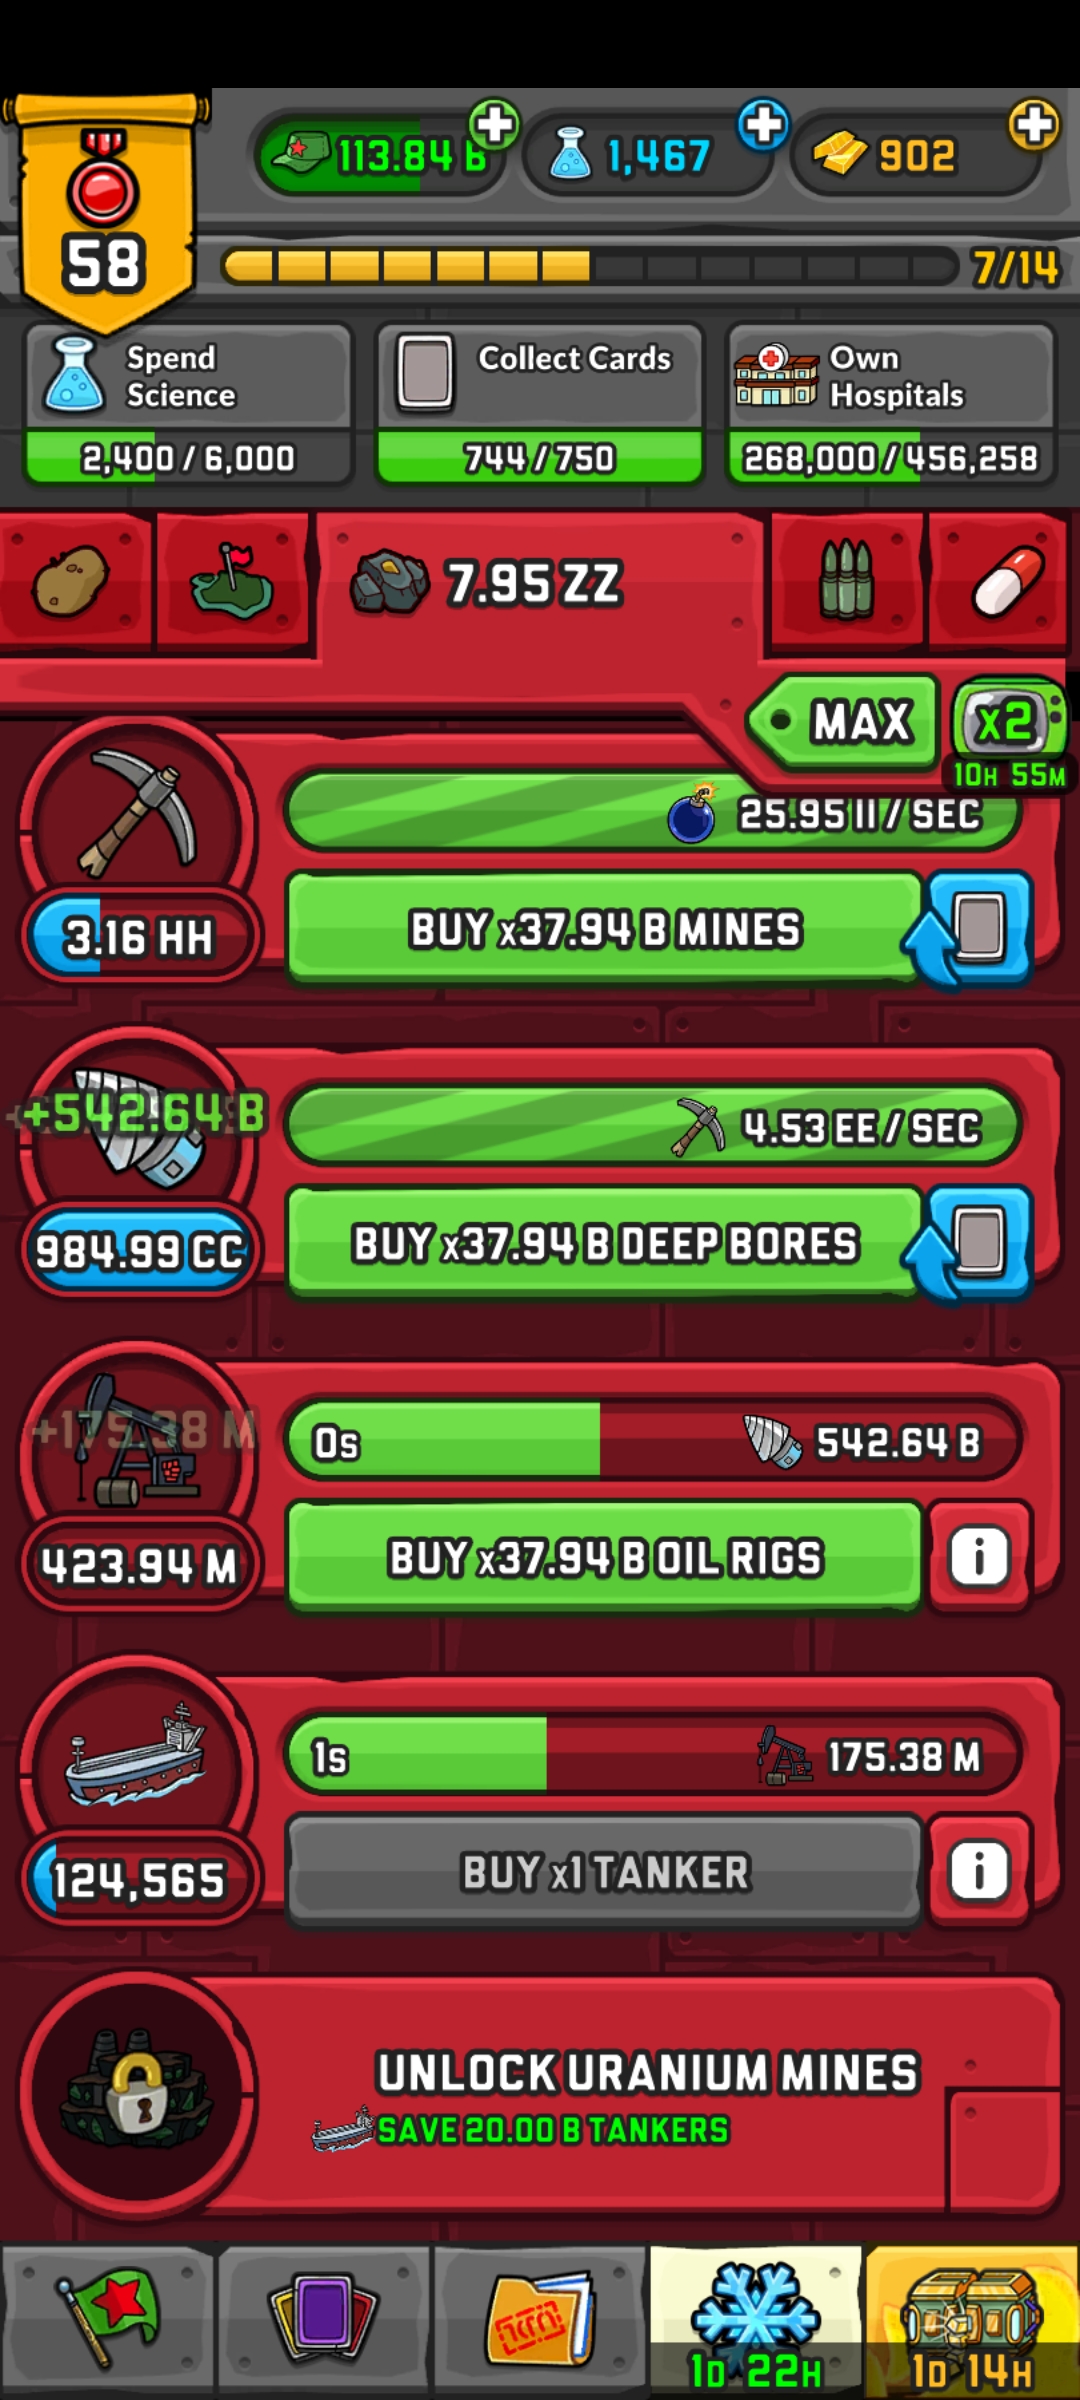 113.84 B
1,467
902
58
7/14
Spend
Science
2,400 / 6,000
Collect Cards
744 / 750
Own
Hospitals
268,000 / 456,258
7.95 ZZ
MAX
x2
10H 55M
25.95 II / SEC
3.16 HH
BUY x37.94 B MINES
+542.64 B
4.53 EE / SEC
984.99 CC
BUY x37.94 B DEEP BORES
+175.38 M
0s
542.64 B
423.94 M
BUY x37.94 B OIL RIGS
i
1s
175.38 M
124,565
BUY x1 TANKER
i
UNLOCK URANIUM MINES
SAVE 20.00 B TANKERS
1D 22H
1D 14H